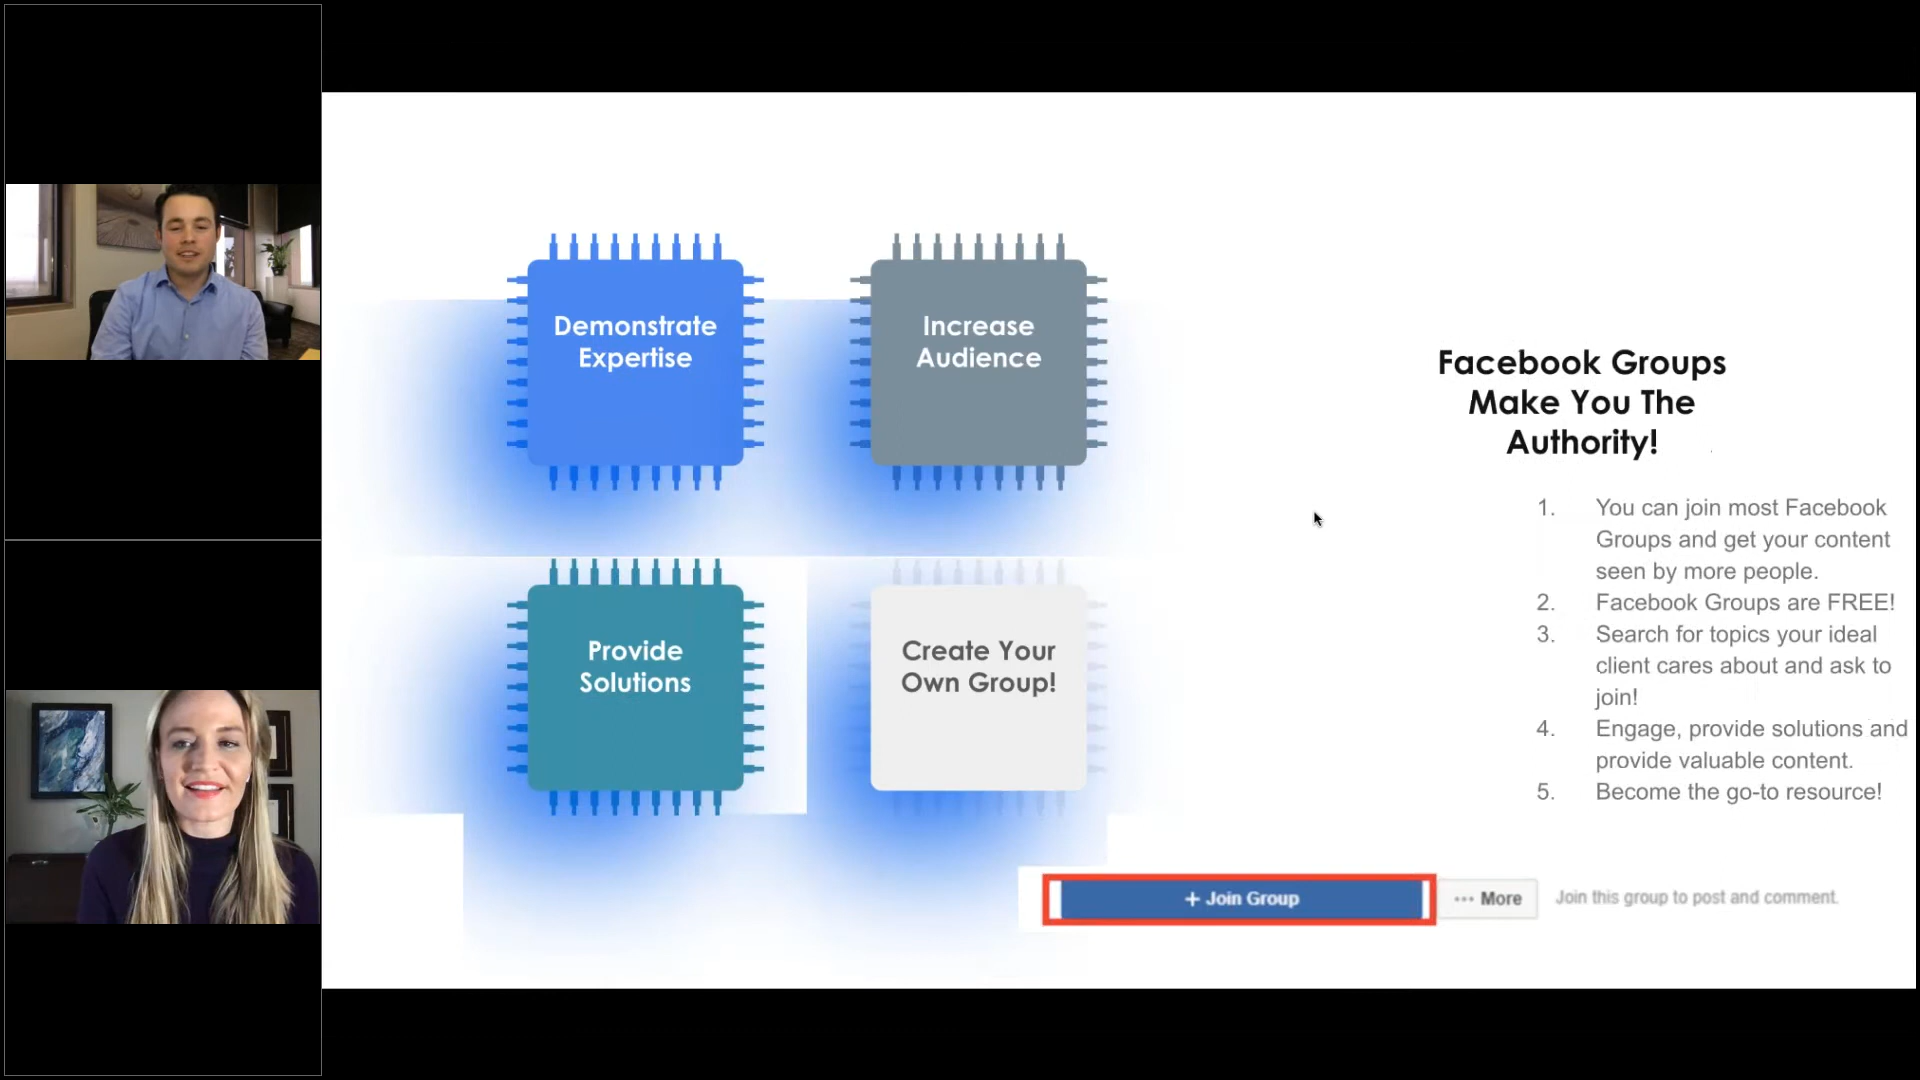 Demonstrate
Expertise
Increase
Audience
Provide
Solutions
Create Your
Own Group!
Facebook Groups
Make You The
Authority!
1. You can join most Facebook
Groups and get your content
seen by more people.
2. Facebook Groups are FREE!
3. Search for topics your ideal
client cares about and ask to
join!
4. Engage, provide solutions and
provide valuable content.
5. Become the go-to resource!
+ Join Group
··· More
Join this group to post and comment.